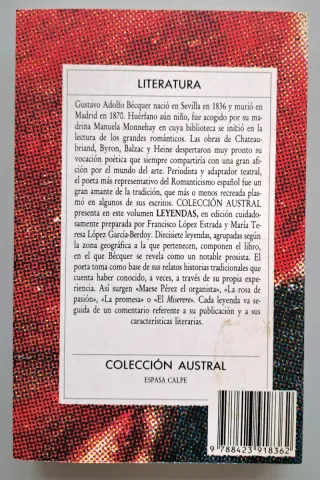 LITERATURA
Gustavo Adolfo Bécquer nació en Sevilla en 1836 y murió en
Madrid en 1870. Huérfano aún niño, fue acogido por su ma-
drina Manuela Monnehay en cuya biblioteca se inició en la
lectura de los grandes románticos. Las obras de Chateau-
briand, Byron, Balzac y Heine despertaron muy pronto su
vocación poética que siempre compartiría con una gran afi-
ción por el mundo del arte. Periodista y adaptador teatral,
el poeta más representativo del Romanticismo español fue un
gran amante de la tradición, que más o menos recreada plas-
mó en algunos de sus escritos. COLECCIÓN AUSTRAL
presenta en este volumen LEYENDAS, en edición cuidado-
samente preparada por Francisco López Estrada y María Te-
resa López García-Berdoy. Diecisiete leyendas, agrupadas según
la zona geográfica a la que pertenecen, componen el libro,
en el que Bécquer se revela como un notable prosista. El
poeta toma como base de sus relatos historias tradicionales que
cuenta haber conocido, a veces, a través de su propia expe-
riencia. Así surgen «Maese Pérez el organista», «La rosa de
pasión», «La promesa» o «El Miserere». Cada leyenda va se-
guida de un comentario referente a su publicación y a sus
características literarias.
COLECCIÓN AUSTRAL
ESPASA CALPE
9 788423 918362